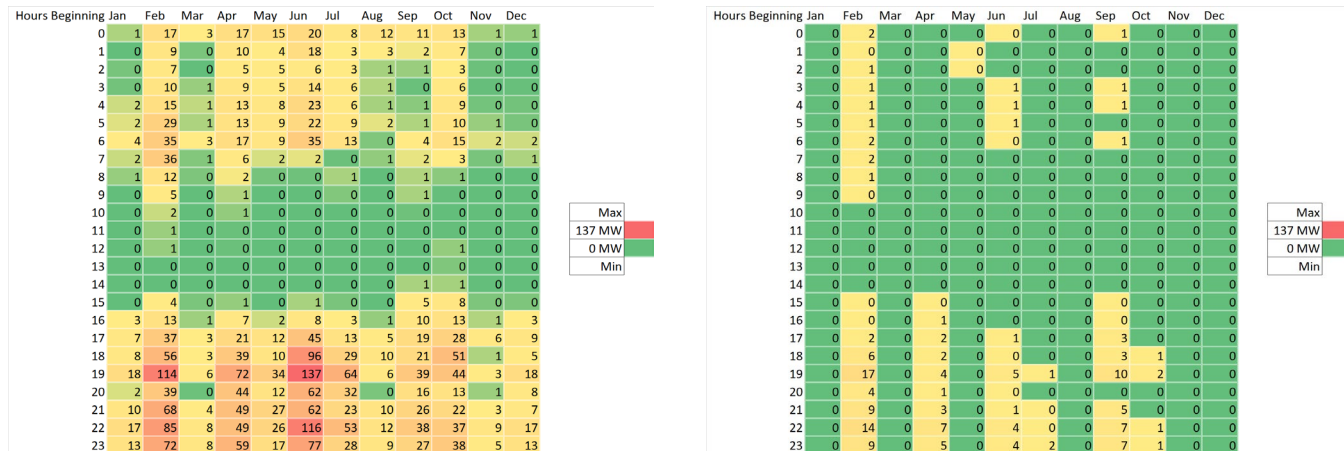 Hours Beginning Jan Feb Mar Apr May Jun Jul Aug Sep Oct Nov Dec
0 1 17 3 17 15 20 8 12 11 13 1 1
1 0 9 0 10 4 18 3 3 2 7 0 0
2 0 7 0 5 5 6 3 1 1 3 0 0
3 0 10 1 9 5 14 6 1 0 6 0 0
4 2 15 1 13 8 23 6 1 1 9 0 0
5 2 29 1 13 9 22 9 2 1 10 1 0
6 4 35 3 17 9 35 13 0 4 15 2 2
7 2 36 1 6 2 2 0 1 2 3 0 1
8 1 12 0 2 0 0 1 0 1 1 0 0
9 0 5 0 1 0 0 0 0 1 0 0 0
10 0 2 0 1 0 0 0 0 0 0 0 0
11 0 1 0 0 0 0 0 0 0 0 0 0
12 0 1 0 0 0 0 0 0 0 1 0 0
13 0 0 0 0 0 0 0 0 0 0 0 0
14 0 0 0 0 0 0 0 0 1 1 0 0
15 0 4 0 1 0 1 0 0 5 8 0 0
16 3 13 1 7 2 8 3 1 10 13 1 3
17 7 37 3 21 12 45 13 5 19 28 6 9
18 8 56 3 39 10 96 29 10 21 51 1 5
19 18 114 6 72 34 137 64 6 39 44 3 18
20 2 39 0 44 12 62 32 0 16 13 1 8
21 10 68 4 49 27 62 23 10 26 22 3 7
22 17 85 8 49 26 116 53 12 38 37 9 17
23 13 72 8 59 17 77 28 9 27 38 5 13
Max
137 MW
0 MW
Min
Hours Beginning Jan Feb Mar Apr May Jun Jul Aug Sep Oct Nov Dec
0 0 2 0 0 0 0 0 0 1 0 0 0
1 0 0 0 0 0 0 0 0 0 0 0 0
2 0 1 0 0 0 0 0 0 0 0 0 0
3 0 1 0 0 0 1 0 0 1 0 0 0
4 0 1 0 0 0 1 0 0 1 0 0 0
5 0 1 0 0 0 1 0 0 0 0 0 0
6 0 2 0 0 0 0 0 0 1 0 0 0
7 0 2 0 0 0 0 0 0 0 0 0 0
8 0 1 0 0 0 0 0 0 0 0 0 0
9 0 0 0 0 0 0 0 0 0 0 0 0
10 0 0 0 0 0 0 0 0 0 0 0 0
11 0 0 0 0 0 0 0 0 0 0 0 0
12 0 0 0 0 0 0 0 0 0 0 0 0
13 0 0 0 0 0 0 0 0 0 0 0 0
14 0 0 0 0 0 0 0 0 0 0 0 0
15 0 0 0 0 0 0 0 0 0 0 0 0
16 0 0 0 1 0 0 0 0 0 0 0 0
17 0 2 0 2 0 1 0 0 3 0 0 0
18 0 6 0 2 0 0 0 0 3 1 0 0
19 0 17 0 4 0 5 1 0 10 2 0 0
20 0 4 0 1 0 0 0 0 0 0 0 0
21 0 9 0 3 0 1 0 0 5 0 0 0
22 0 14 0 7 0 4 0 0 7 1 0 0
23 0 9 0 5 0 4 2 0 7 1 0 0
Max
137 MW
0 MW
Min